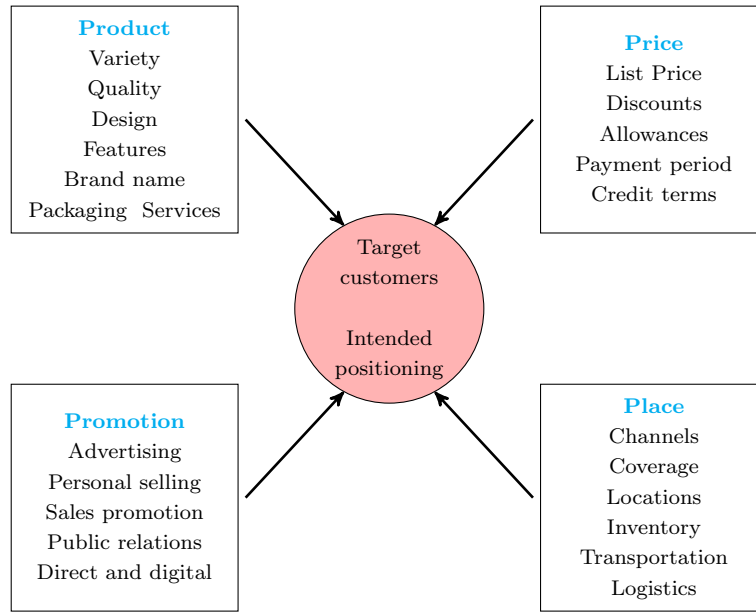 Product
Variety
Quality
Design
Features
Brand name
Packaging Services
Price
List Price
Discounts
Allowances
Payment period
Credit terms
Target
customers
Intended
positioning
Promotion
Advertising
Personal selling
Sales promotion
Public relations
Direct and digital
Place
Channels
Coverage
Locations
Inventory
Transportation
Logistics